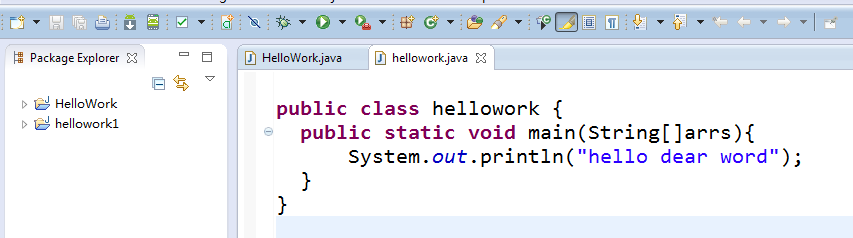 Package Explorer
HelloWork
hellowork1
HelloWork.java
hellowork.java
public class hellowork {
public static void main(String[]arrs){
System.out.println("hello dear word");
}
}